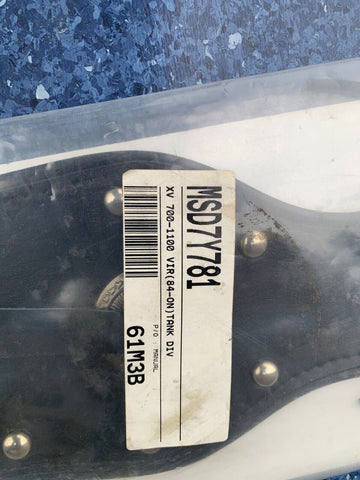 MSD7Y781
XV 700-1100 VIR(84-ON)TANK DIV
P/O: MANUAL
61M3B